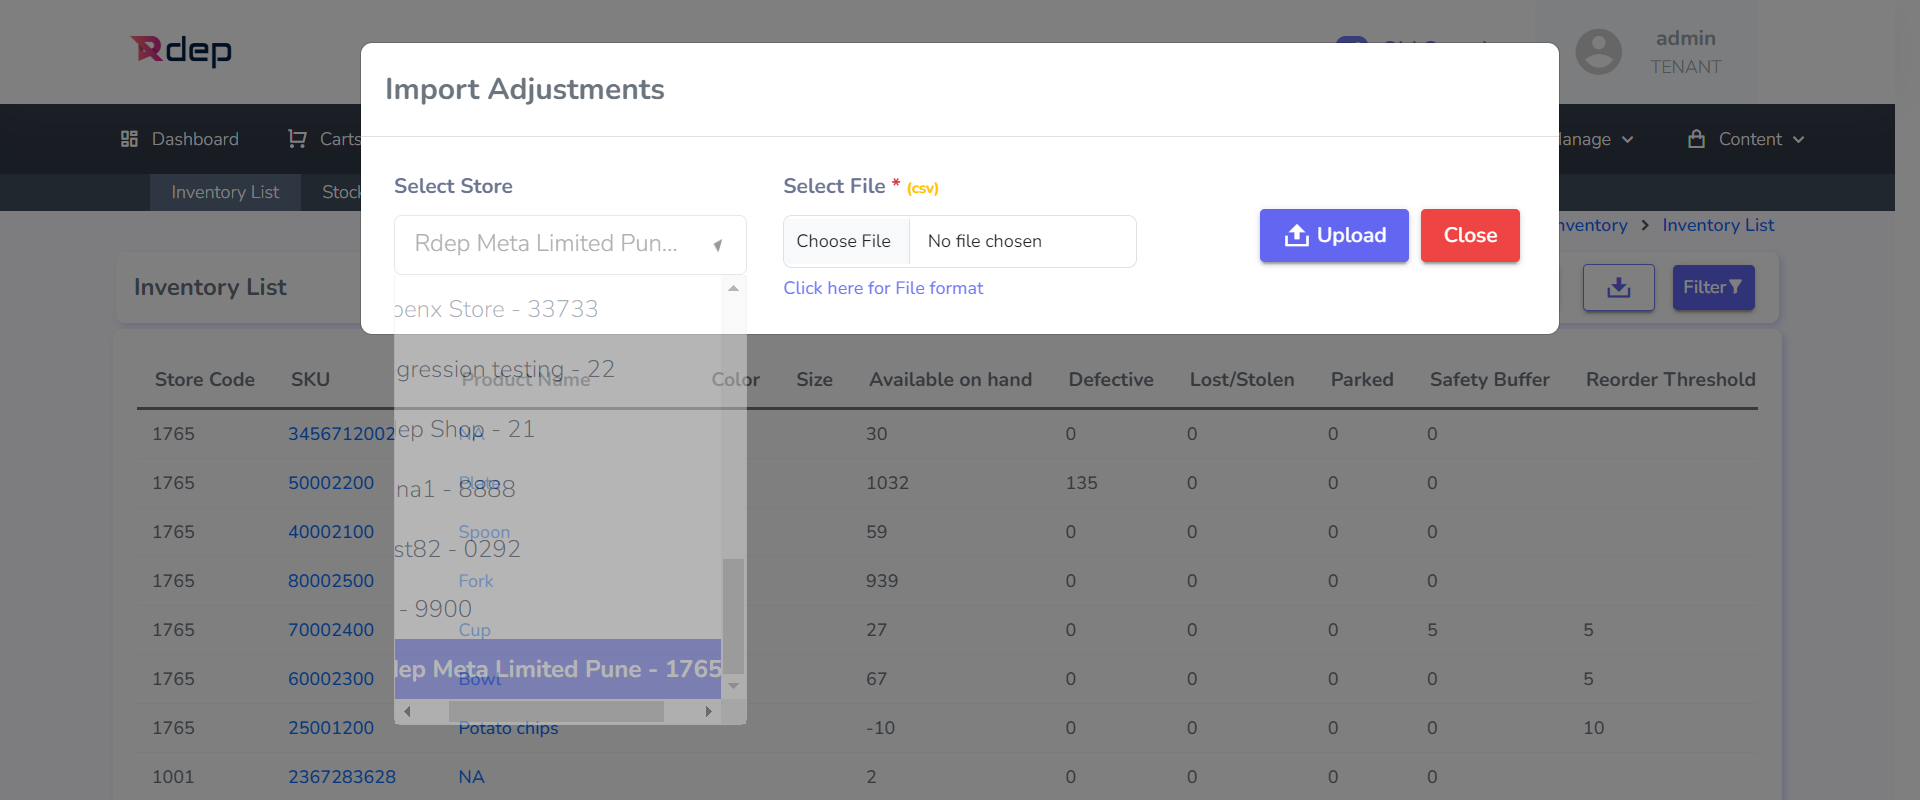 Rdep
admin
TENANT
Import Adjustments
Dashboard
Carts
Manage
Content
Inventory List
Stock
Select Store
Select File * (csv)
Rdep Meta Limited Pun...
Choose File
No file chosen
Upload
Close
Click here for File format
Inventory
Inventory List
Inventory List
Filter
penx Store - 33733
gression testing - 22
ep Shop - 21
na1 - 8888
st82 - 0292
- 9900
dep Meta Limited Pune - 1765
Store Code SKU Product Name Color Size Available on hand Defective Lost/Stolen Parked Safety Buffer Reorder Threshold
1765 3456712002 NA 30 0 0 0 0
1765 50002200 Plate 1032 135 0 0 0
1765 40002100 Spoon 59 0 0 0 0
1765 80002500 Fork 939 0 0 0 0
1765 70002400 Cup 27 0 0 0 5 5
1765 60002300 Bowl 67 0 0 0 0 5
1765 25001200 Potato chips -10 0 0 0 0 10
1001 2367283628 NA 2 0 0 0 0